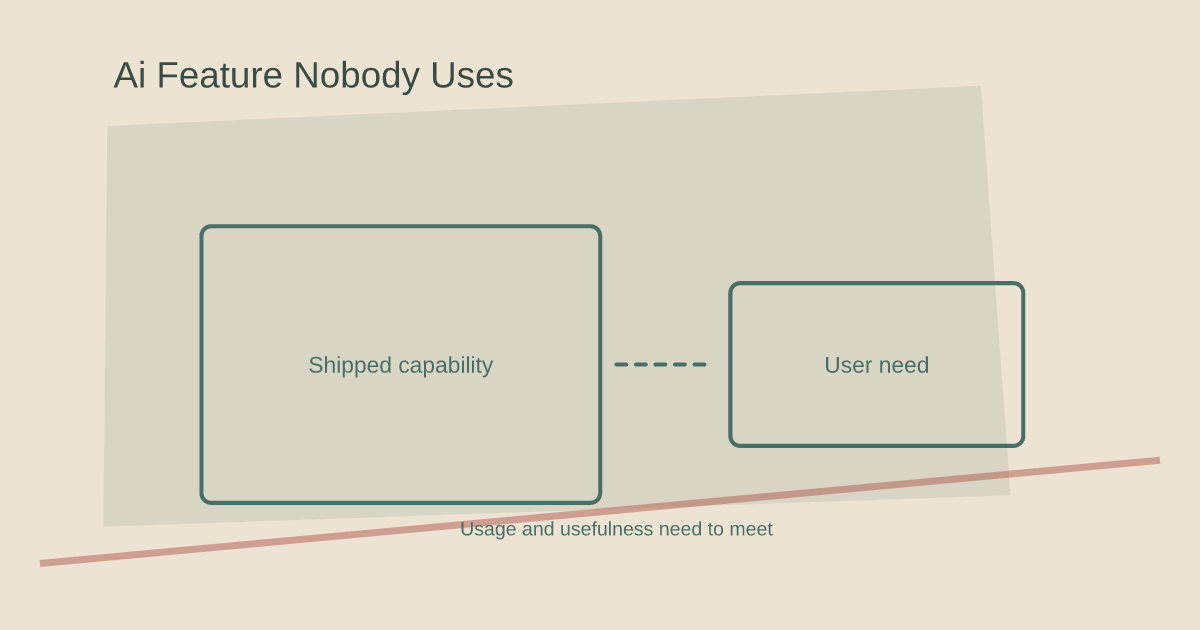 Ai Feature Nobody Uses
Shipped capability
User need
Usage and usefulness need to meet